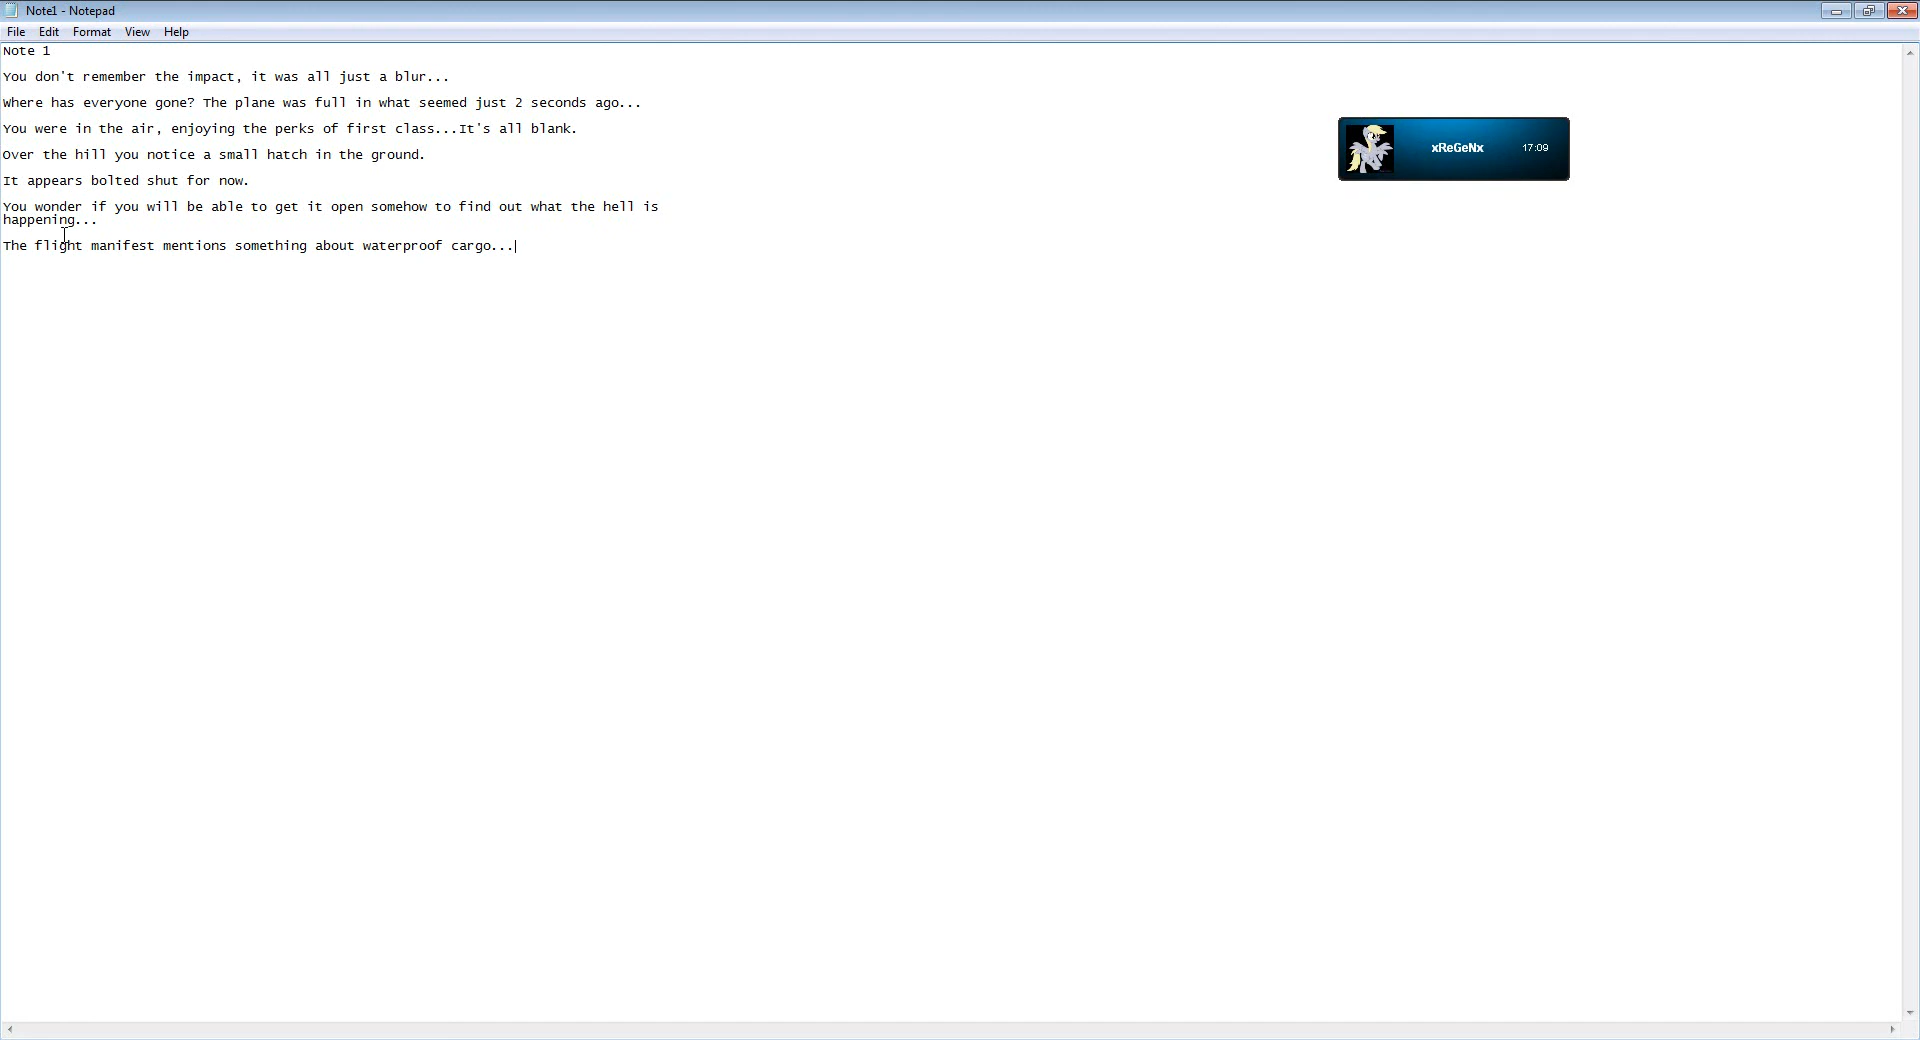 Note1 - Notepad
File Edit Format View Help
Note 1
You don't remember the impact, it was all just a blur...
Where has everyone gone? The plane was full in what seemed just 2 seconds ago...
You were in the air, enjoying the perks of first class...It's all blank.
Over the hill you notice a small hatch in the ground.
It appears bolted shut for now.
You wonder if you will be able to get it open somehow to find out what the hell is
happening...
The flight manifest mentions something about waterproof cargo...
xReGeNx 17:09